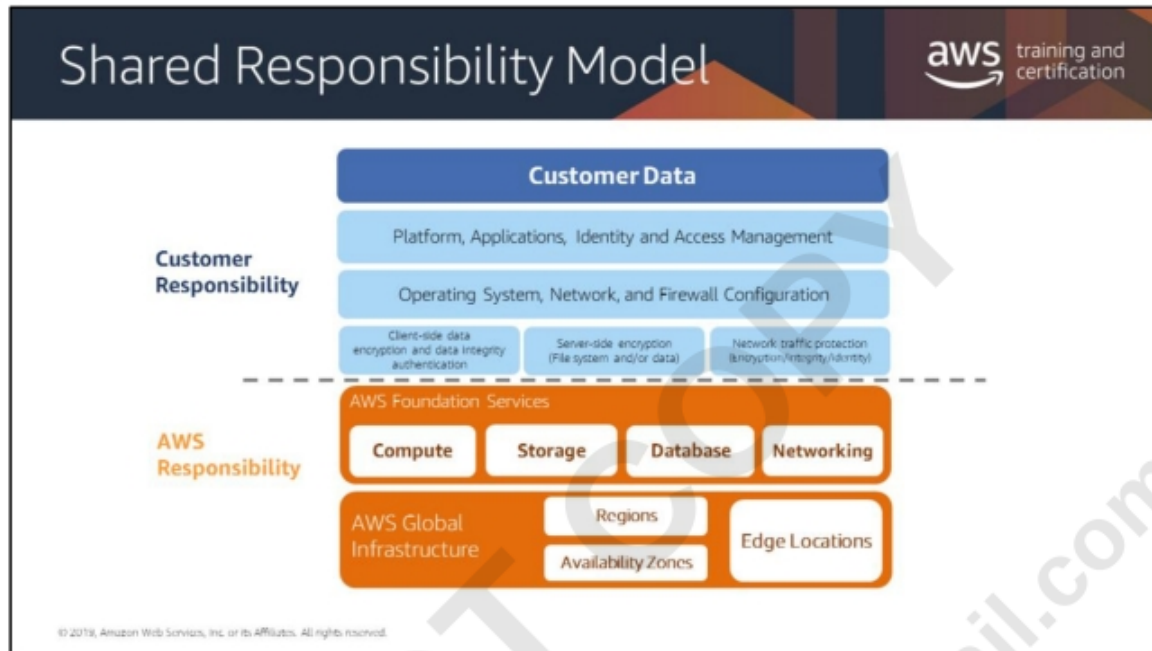 Shared Responsibility Model
aws training and
certification
Customer Data
Customer
Responsibility
Platform, Applications, Identity and Access Management
Operating System, Network, and Firewall Configuration
Client-side data
encryption and data integrity
authentication
Server-side encryption
(File system and/or data)
Network traffic protection
(Encryption/integrity/identity)
AWS
Responsibility
AWS Foundation Services
Compute
Storage
Database
Networking
AWS Global
Infrastructure
Regions
Availability Zones
Edge Locations
© 2019, Amazon Web Services, Inc. or its Affiliates. All rights reserved.
T COPY
ail.com